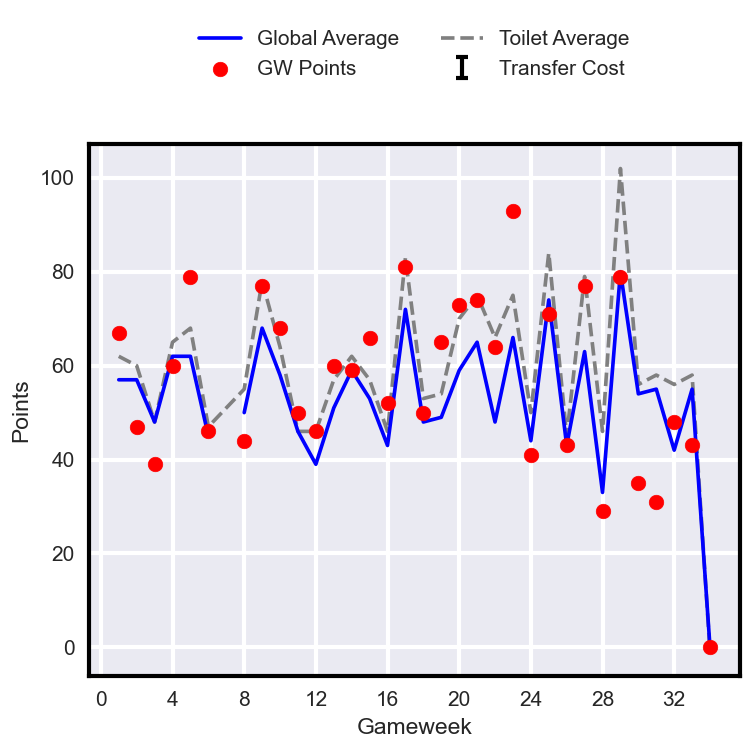 Global Average
Toilet Average
GW Points
Transfer Cost
100
80
60
40
20
0
Points
0 4 8 12 16 20 24 28 32
Gameweek